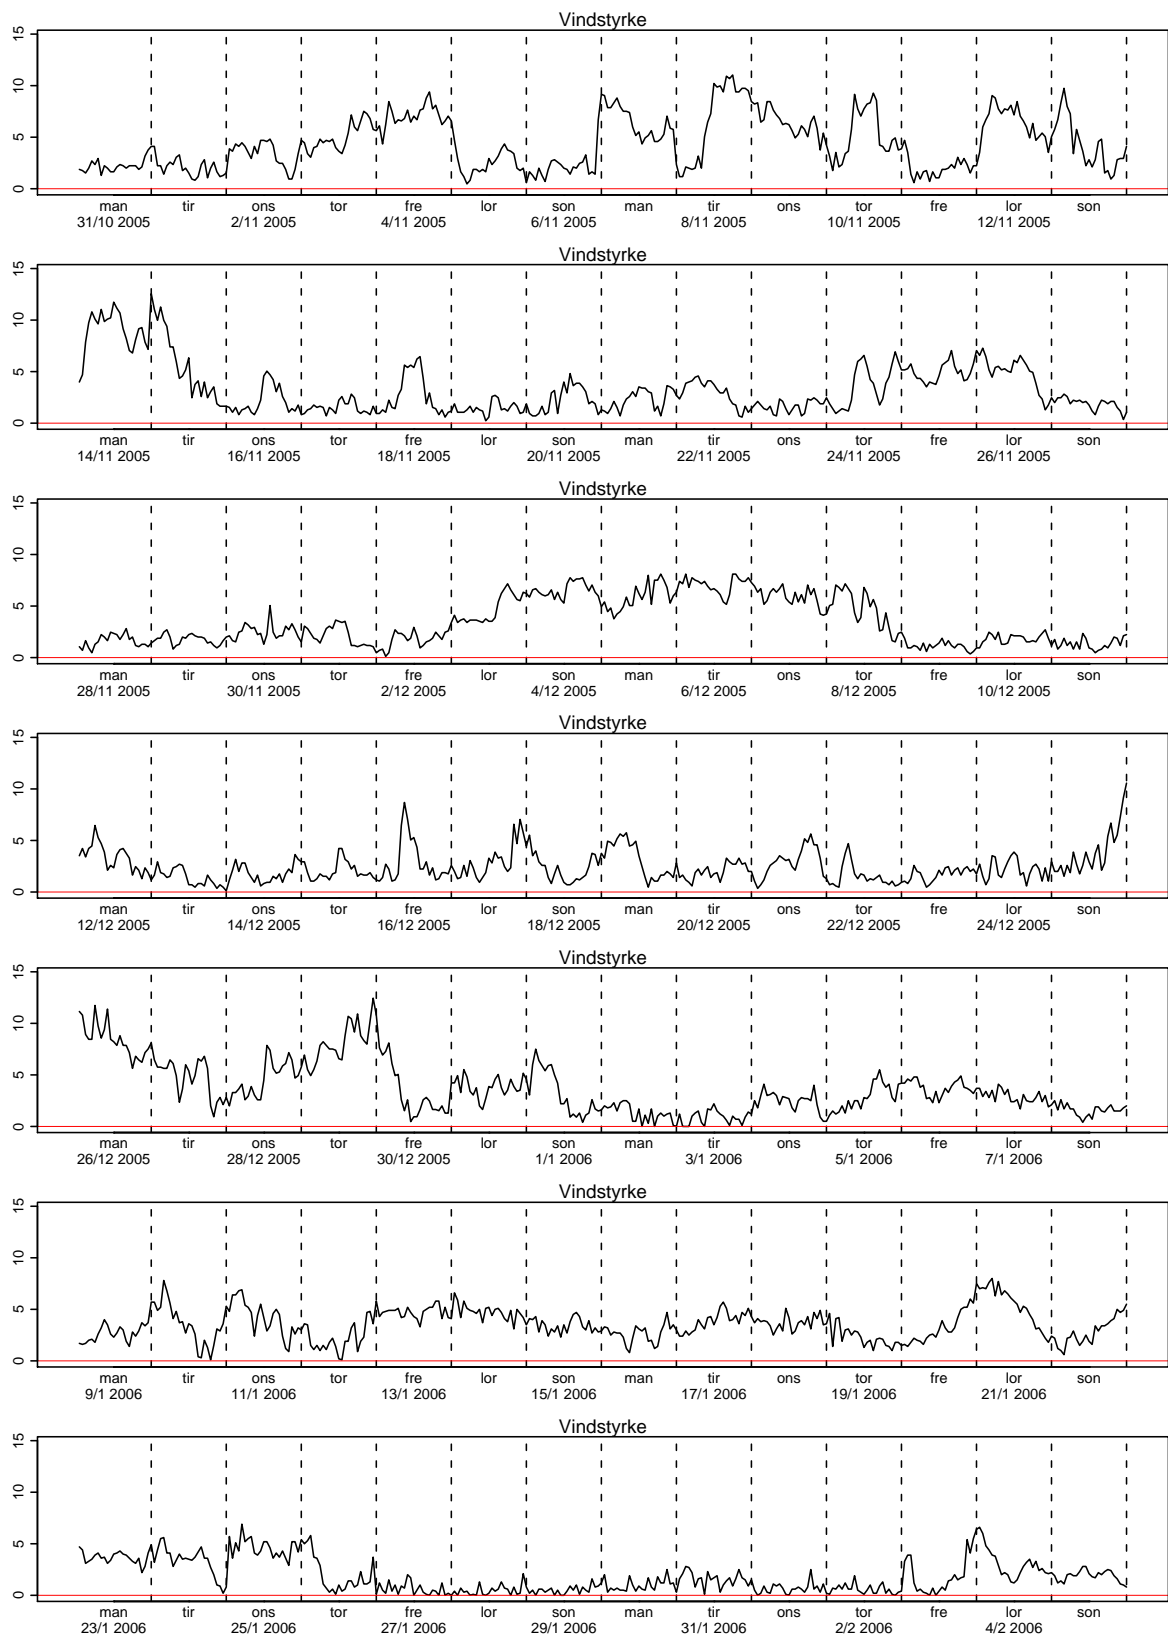 Vindstyrke
15
10
5
0
man tir ons tor fre lor son man tir ons tor fre lor son
31/10 2005 2/11 2005 4/11 2005 6/11 2005 8/11 2005 10/11 2005 12/11 2005
Vindstyrke
15
10
5
0
man tir ons tor fre lor son man tir ons tor fre lor son
14/11 2005 16/11 2005 18/11 2005 20/11 2005 22/11 2005 24/11 2005 26/11 2005
Vindstyrke
15
10
5
0
man tir ons tor fre lor son man tir ons tor fre lor son
28/11 2005 30/11 2005 2/12 2005 4/12 2005 6/12 2005 8/12 2005 10/12 2005
Vindstyrke
15
10
5
0
man tir ons tor fre lor son man tir ons tor fre lor son
12/12 2005 14/12 2005 16/12 2005 18/12 2005 20/12 2005 22/12 2005 24/12 2005
Vindstyrke
15
10
5
0
man tir ons tor fre lor son man tir ons tor fre lor son
26/12 2005 28/12 2005 30/12 2005 1/1 2006 3/1 2006 5/1 2006 7/1 2006
Vindstyrke
15
10
5
0
man tir ons tor fre lor son man tir ons tor fre lor son
9/1 2006 11/1 2006 13/1 2006 15/1 2006 17/1 2006 19/1 2006 21/1 2006
Vindstyrke
15
10
5
0
man tir ons tor fre lor son man tir ons tor fre lor son
23/1 2006 25/1 2006 27/1 2006 29/1 2006 31/1 2006 2/2 2006 4/2 2006